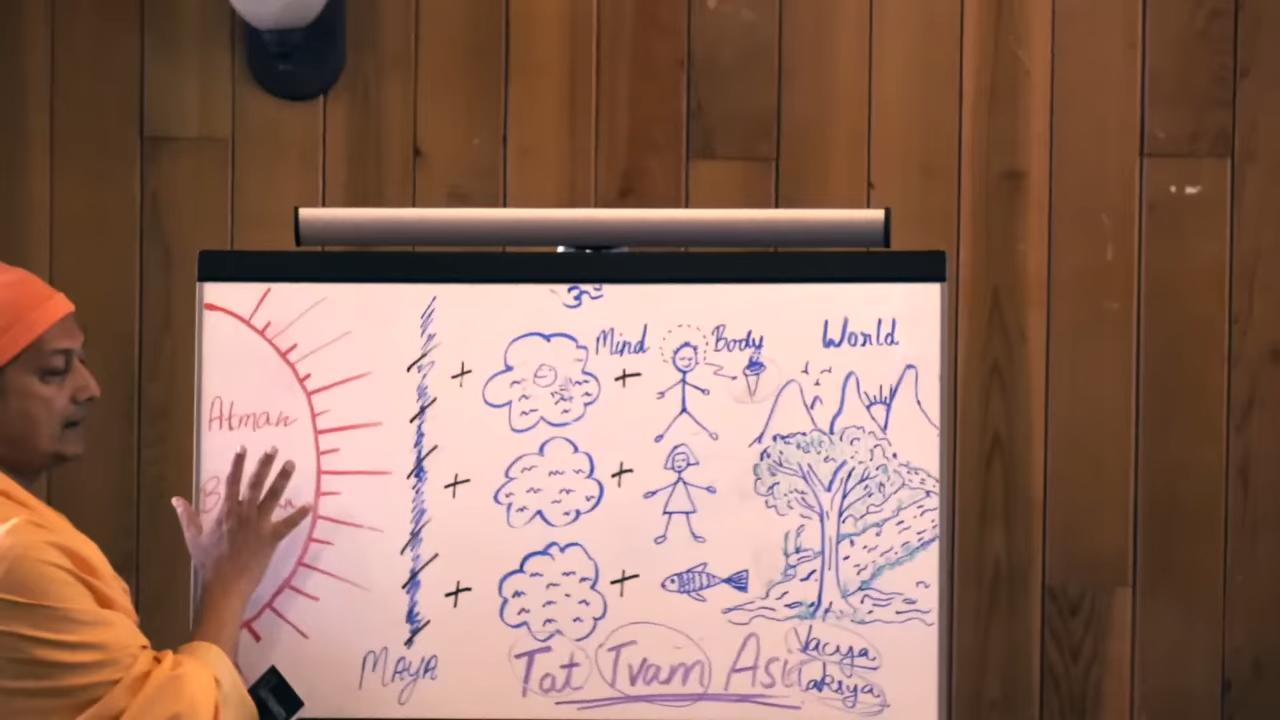 ॐ
Mind
Body
World
Atman
MAYA
Tat Tvam Asi
Vacya
Laksya